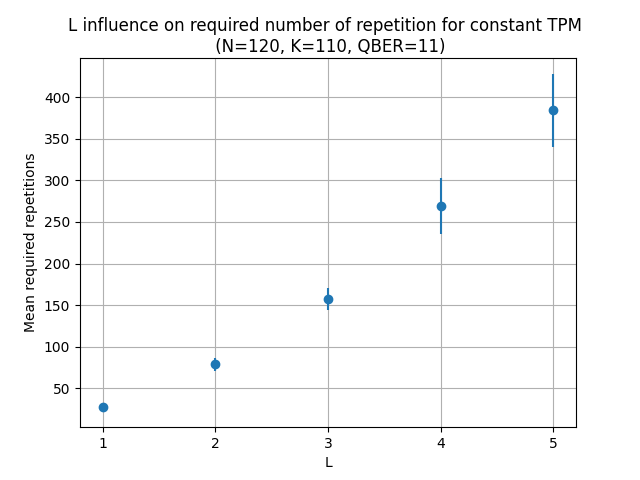 L influence on required number of repetition for constant TPM
(N=120, K=110, QBER=11)
Mean required repetitions
400
350
300
250
200
150
100
50
1 2 3 4 5
L